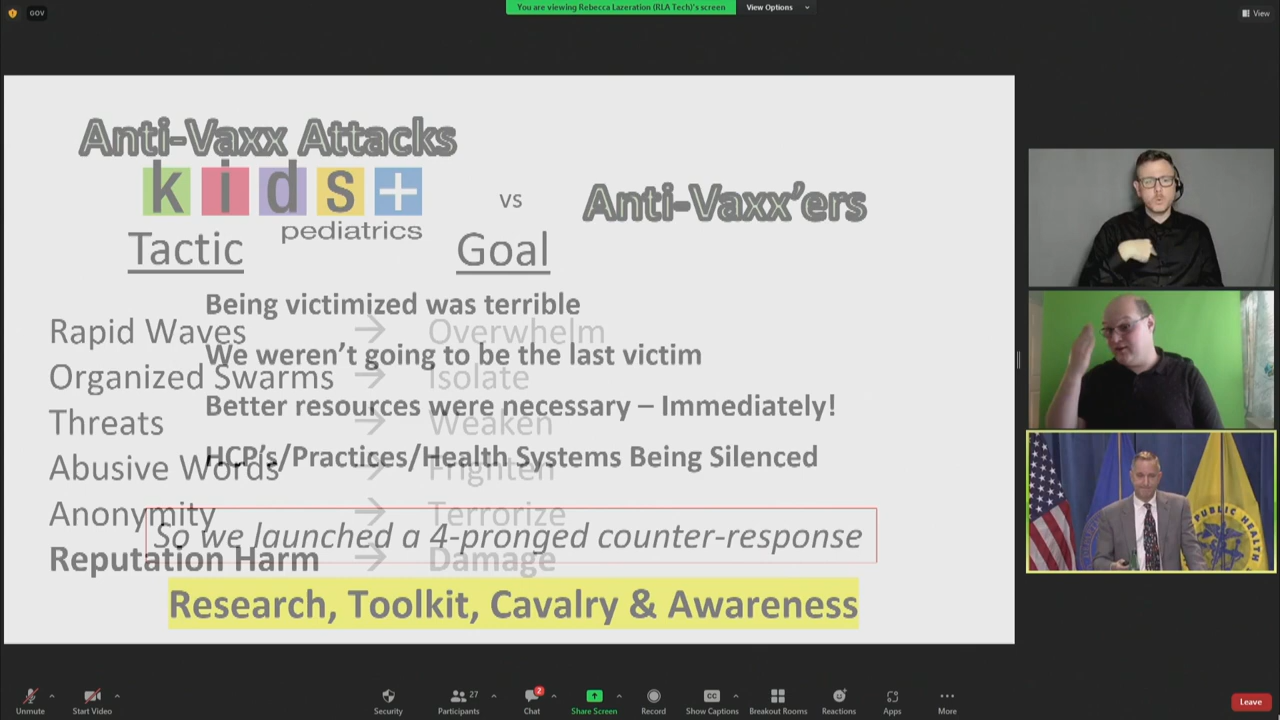 GOV
You are viewing Rebecca Lazeration (RLA Tech)'s screen
View Options
View
Anti-Vaxx Attacks
kids+
pediatrics
vs
Anti-Vaxx'ers
Tactic
Goal
Being victimized was terrible
Rapid Waves → Overwhelm
We weren't going to be the last victim
Organized Swarms → Isolate
Better resources were necessary – Immediately!
Threats → Weaken
HCP's/Practices/Health Systems Being Silenced
Abusive Words → Frighten
Anonymity → Terrorize
So we launched a 4-pronged counter-response
Reputation Harm → Damage
Research, Toolkit, Cavalry & Awareness
PUBLIC HEALTH
Unmute
Start Video
Security
Participants
27
Chat
2
Share Screen
Record
CC
Show Captions
Breakout Rooms
Reactions
Apps
More
Leave